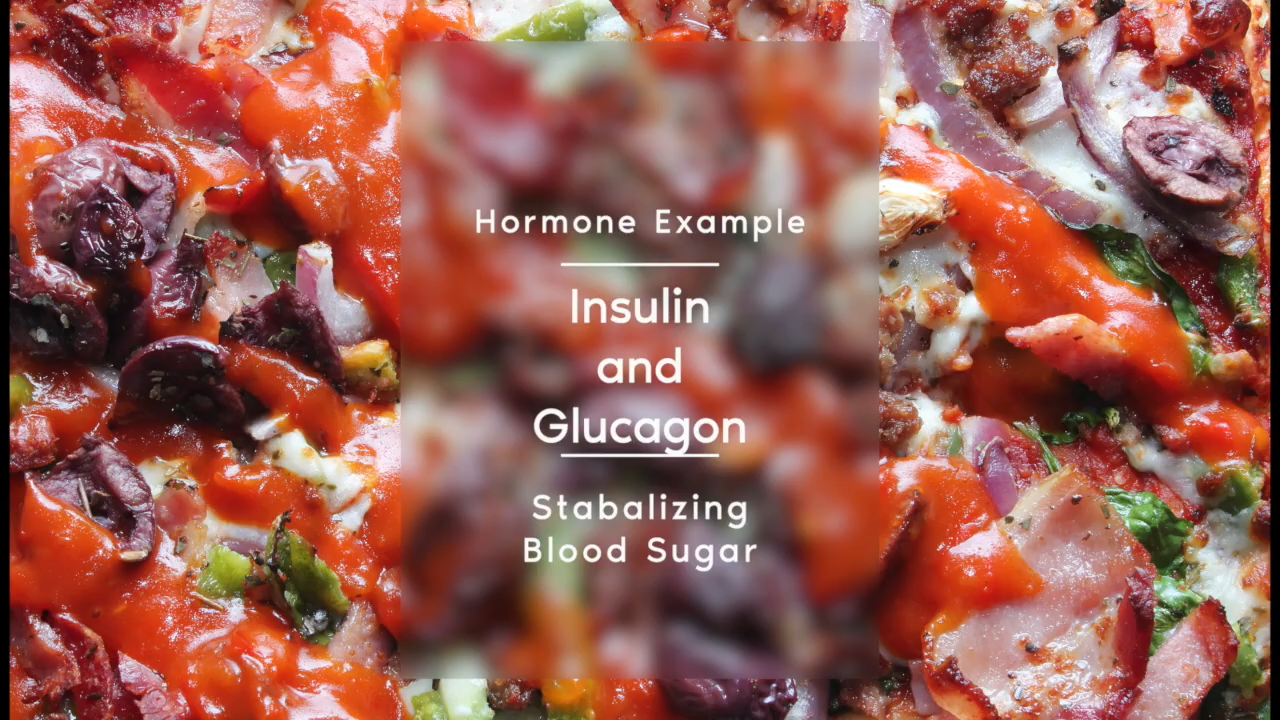 Hormone Example
Insulin
and
Glucagon
Stabalizing
Blood Sugar